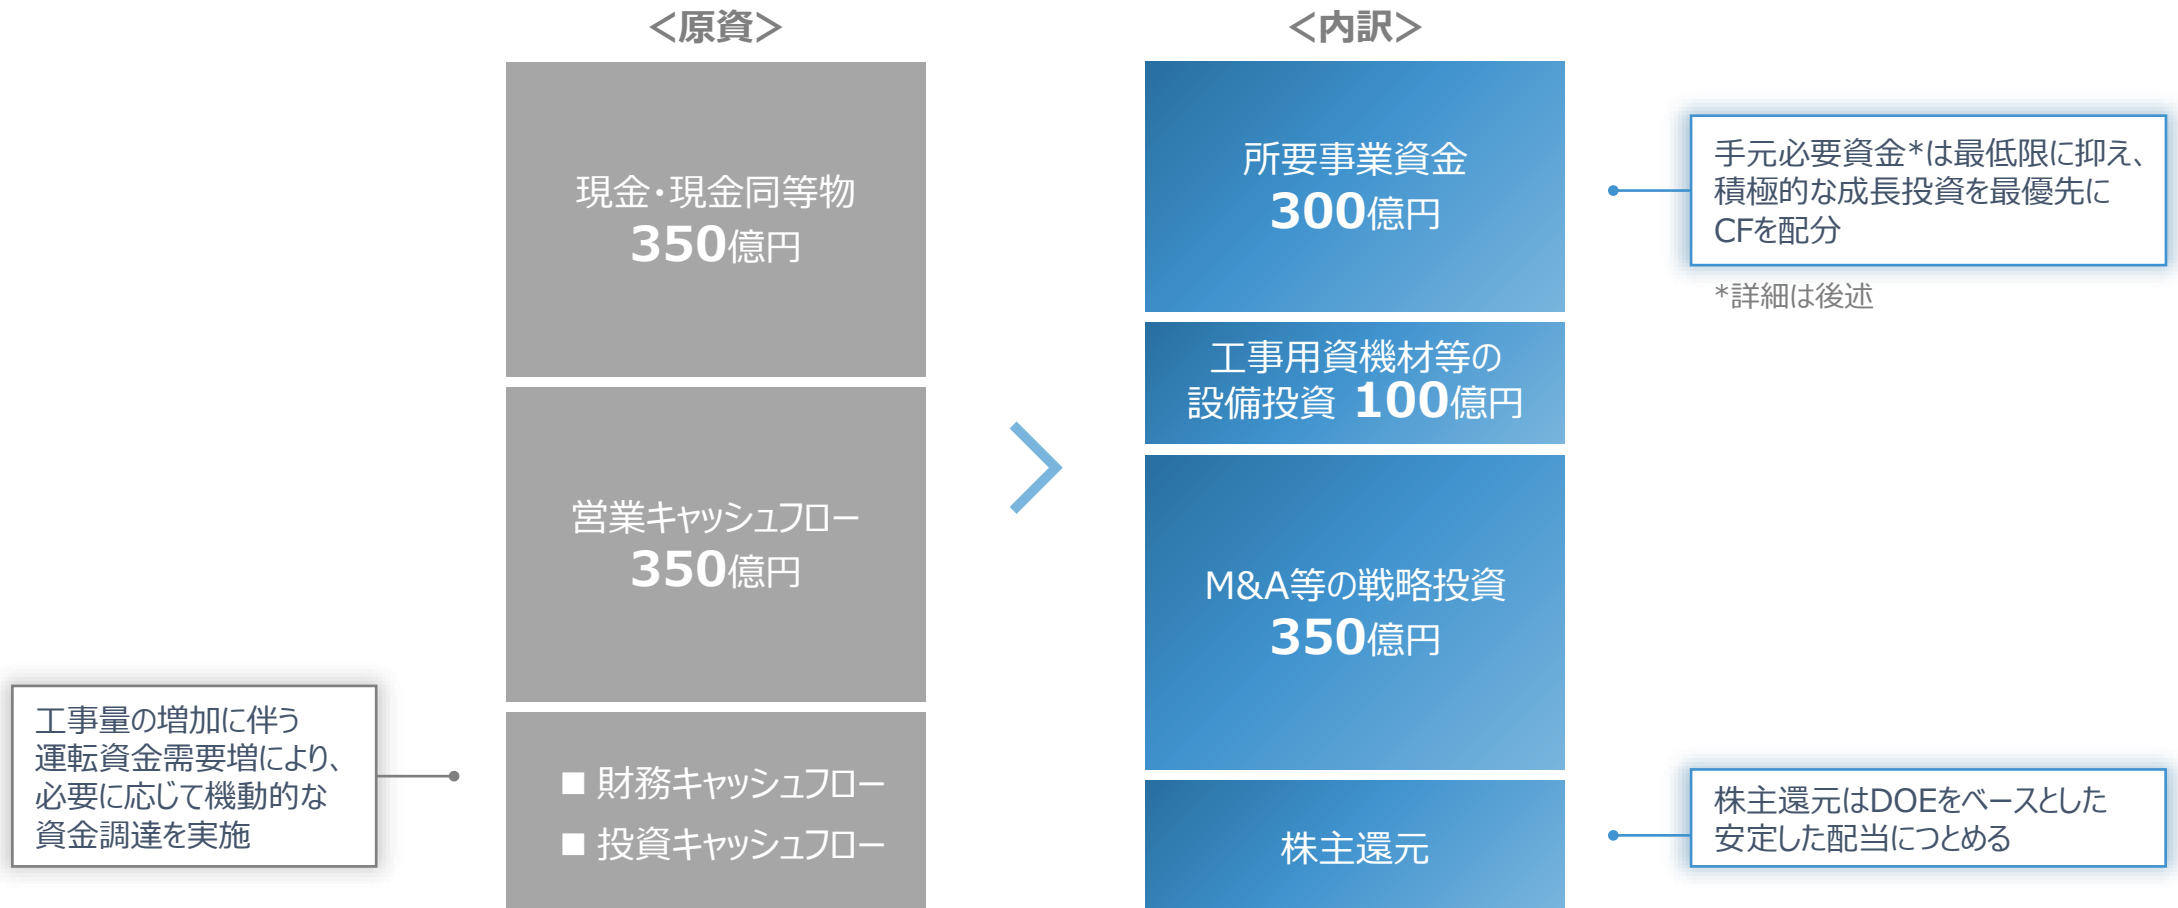 ＜原資＞
現金・現金同等物
350億円
営業キャッシュフロー
350億円
■ 財務キャッシュフロー
■ 投資キャッシュフロー
工事量の増加に伴う
運転資金需要増により、
必要に応じて機動的な
資金調達を実施
＜内訳＞
所要事業資金
300億円
工事用資機材等の
設備投資 100億円
M&A等の戦略投資
350億円
株主還元
手元必要資金*は最低限に抑え、
積極的な成長投資を最優先に
CFを配分
*詳細は後述
株主還元はDOEをベースとした
安定した配当につとめる